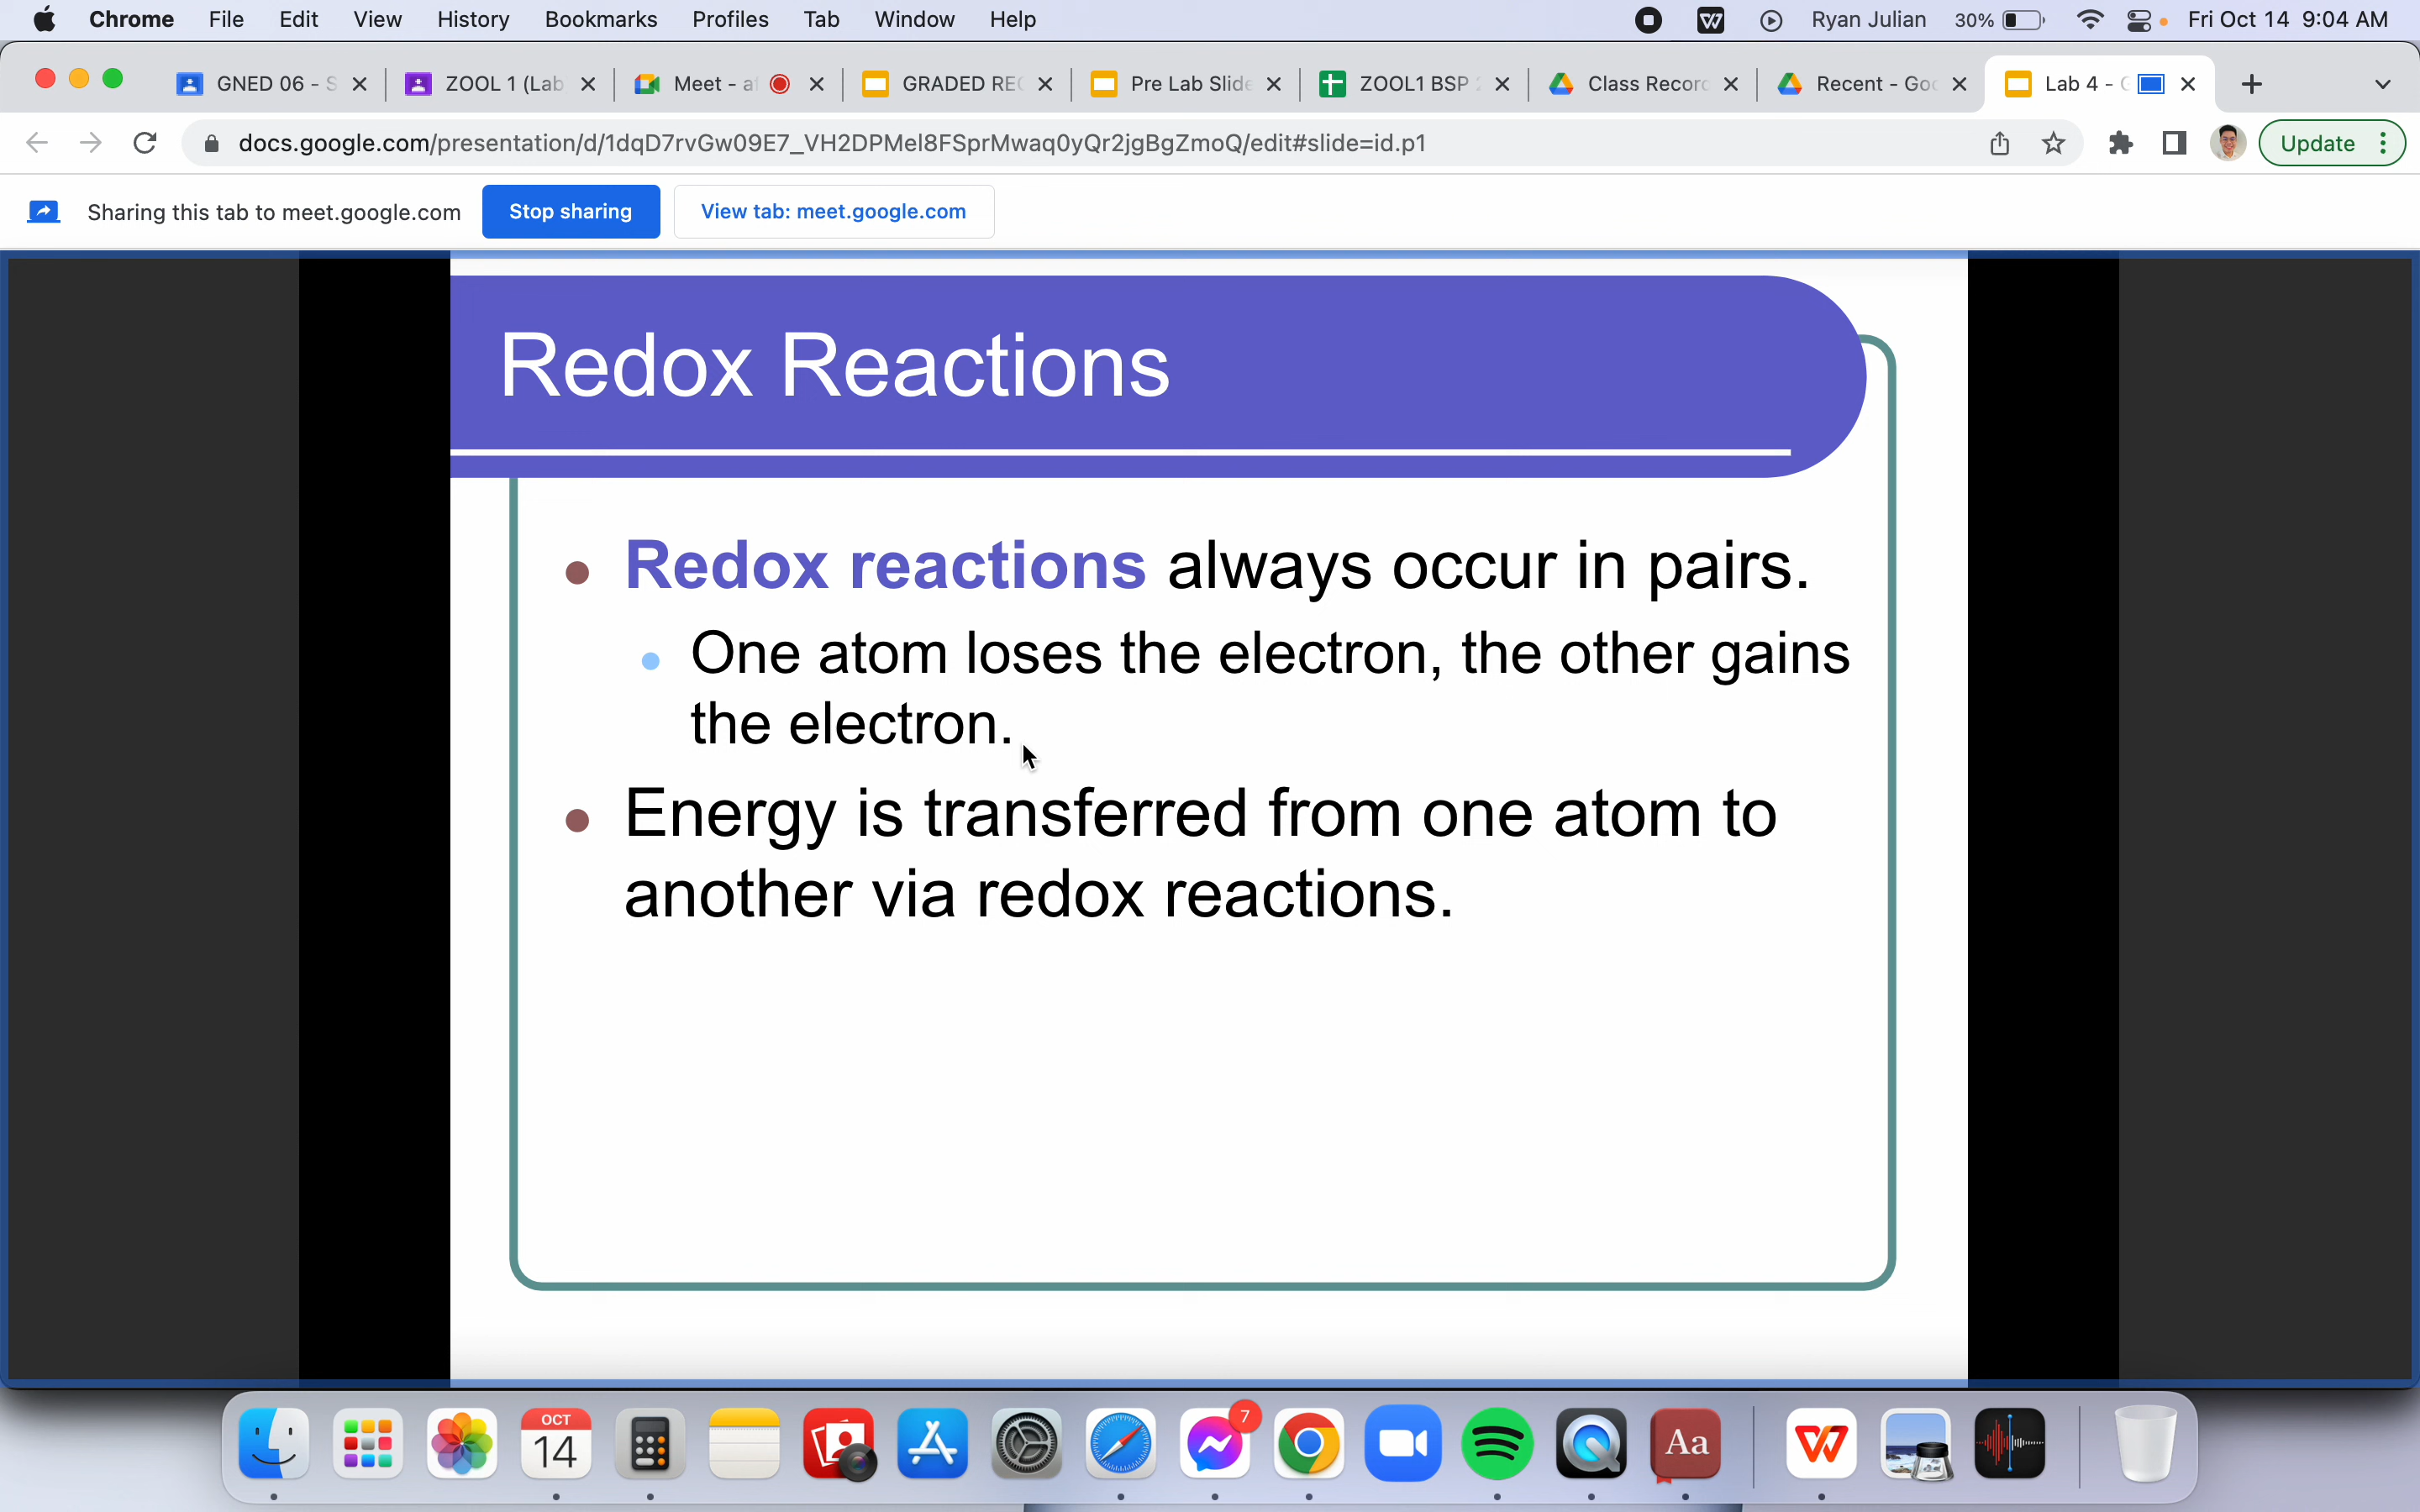 Chrome File Edit View History Bookmarks Profiles Tab Window Help Ryan Julian 30% Fri Oct 14 9:04 AM
GNED 06 - S ZOOL 1 (Lab Meet - a GRADED RE Pre Lab Slide ZOOL1 BSP Class Record Recent - Goo Lab 4 -
docs.google.com/presentation/d/1dqD7rvGw09E7_VH2DPMel8FSprMwaq0yQr2jgBgZmoQ/edit#slide=id.p1 Update
Sharing this tab to meet.google.com Stop sharing View tab: meet.google.com
Redox Reactions
Redox reactions always occur in pairs.
One atom loses the electron, the other gains
the electron.
Energy is transferred from one atom to
another via redox reactions.
OCT
14
7
Aa